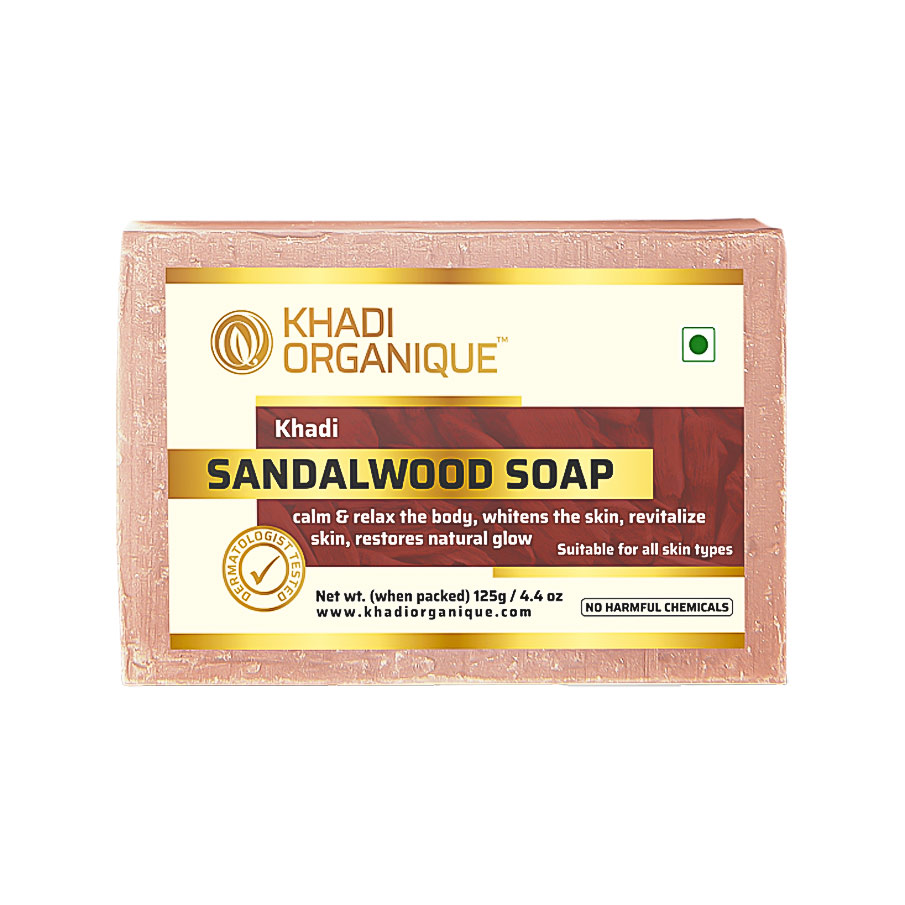 KHADI
ORGANIQUE™
Khadi
SANDALWOOD SOAP
calm & relax the body, whitens the skin, revitalize
skin, restores natural glow
Suitable for all skin types
DERMATOLOGIST TESTED
Net wt. (when packed) 125g / 4.4 oz
www.khadiorganique.com
NO HARMFUL CHEMICALS